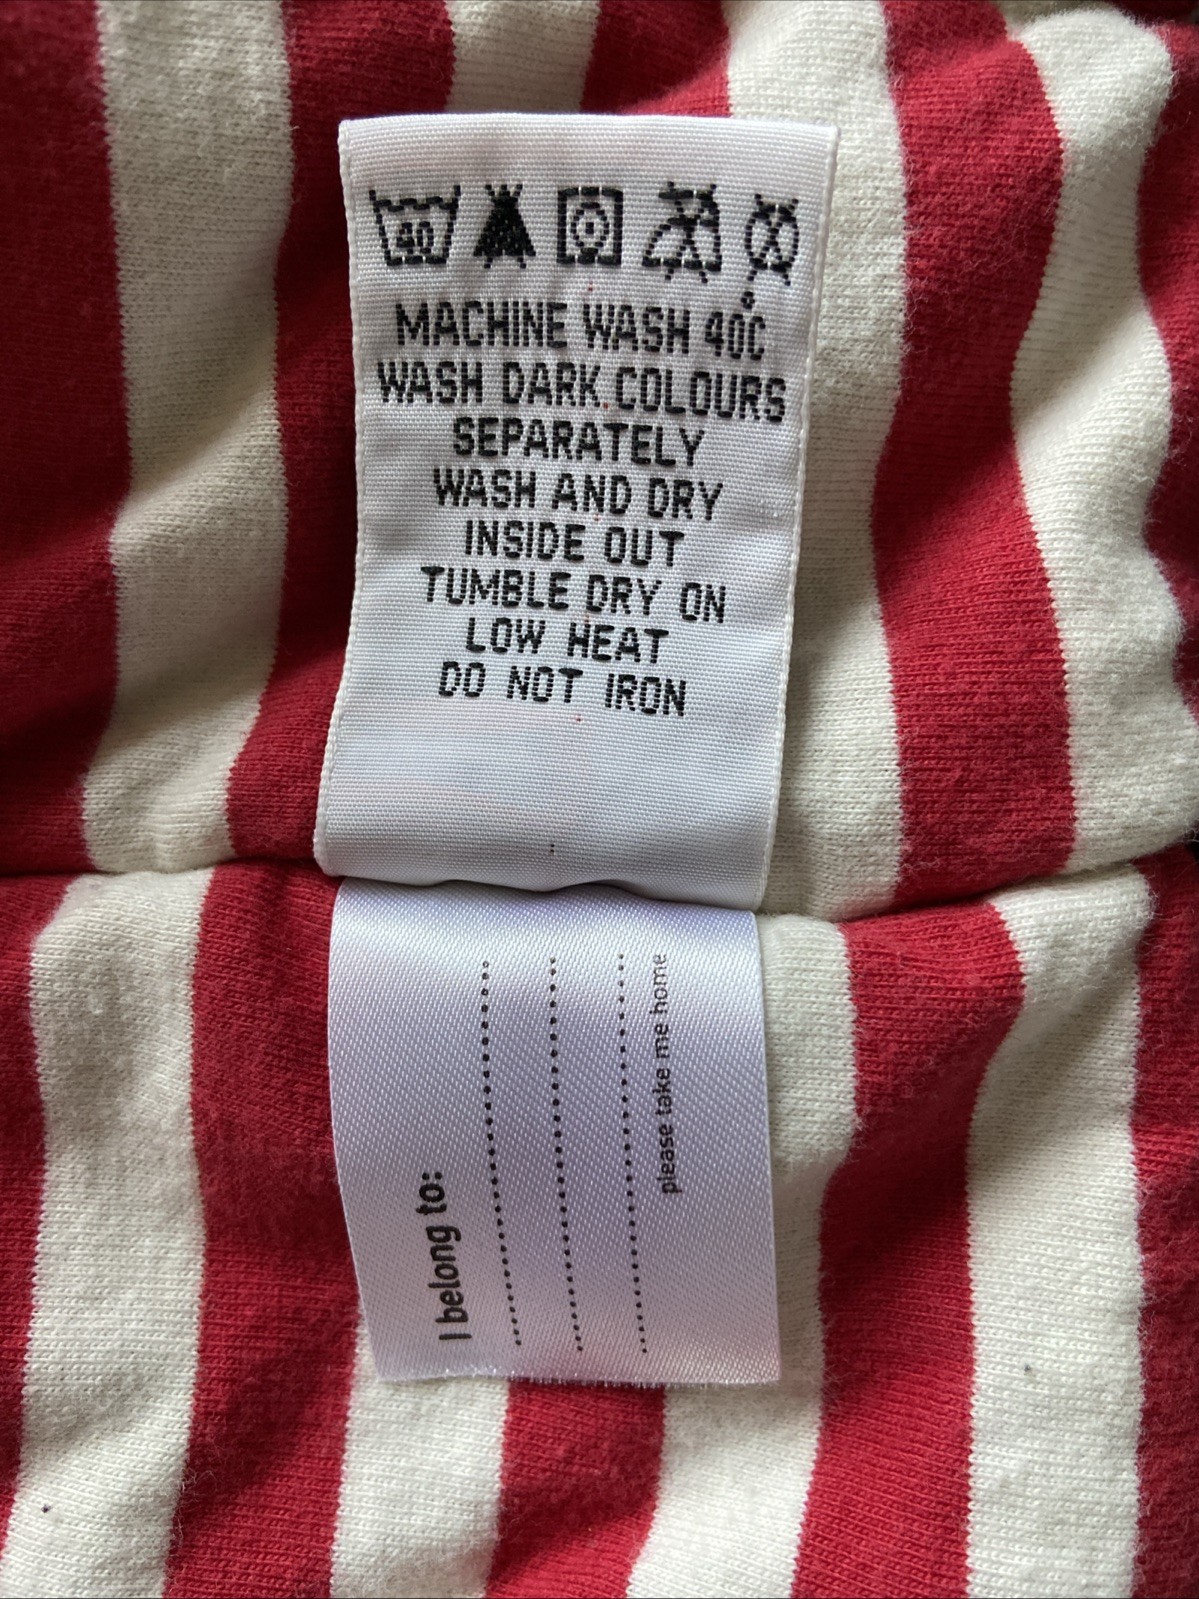 40
MACHINE WASH 40°C
WASH DARK COLOURS
SEPARATELY
WASH AND DRY
INSIDE OUT
TUMBLE DRY ON
LOW HEAT
DO NOT IRON
I belong to:
please take me home